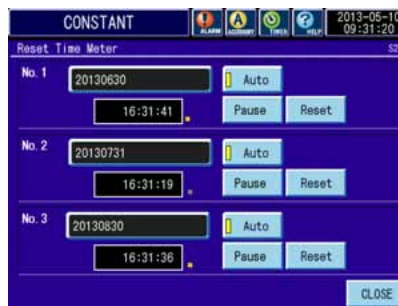 CONSTANT
ALARM
TIMER
HELP
2013-05-10
09:31:20
Reset Time Meter
No. 1
20130630
Auto
16:31:41
Pause
Reset
No. 2
20130731
Auto
16:31:19
Pause
Reset
No. 3
20130830
Auto
16:31:36
Pause
Reset
CLOSE